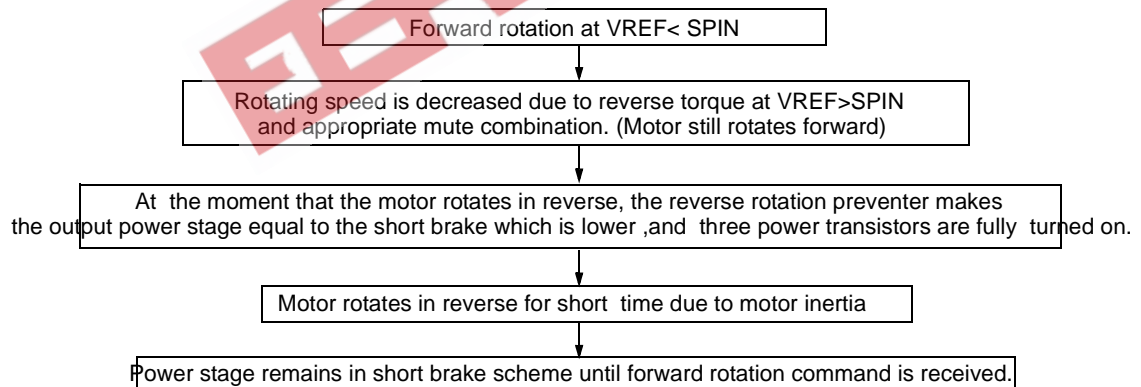 Forward rotation at VREF< SPIN
Rotating speed is decreased due to reverse torque at VREF>SPIN
and appropriate mute combination. (Motor still rotates forward)
At the moment that the motor rotates in reverse, the reverse rotation preventer makes
the output power stage equal to the short brake which is lower ,and three power transistors are fully turned on.
Motor rotates in reverse for short time due to motor inertia
Power stage remains in short brake scheme until forward rotation command is received.